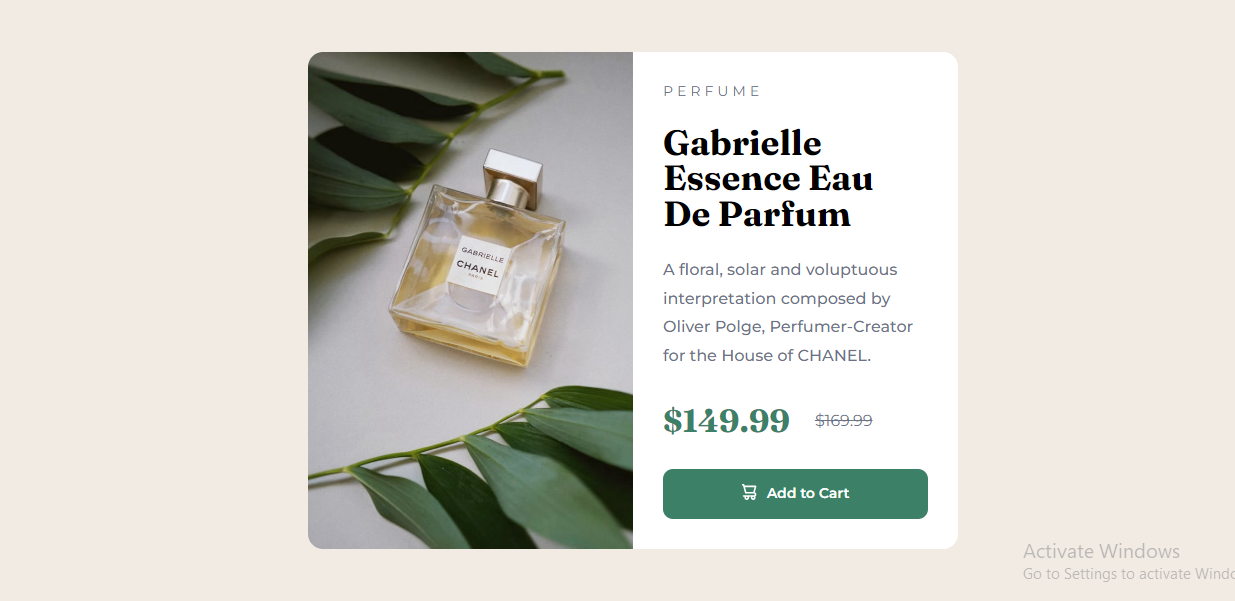 PERFUME
Gabrielle
Essence Eau
De Parfum
A floral, solar and voluptuous
interpretation composed by
Oliver Polge, Perfumer-Creator
for the House of CHANEL.
$149.99 $169.99
Add to Cart
GABRIELLE
CHANEL
PARIS
Activate Windows
Go to Settings to activate Windo